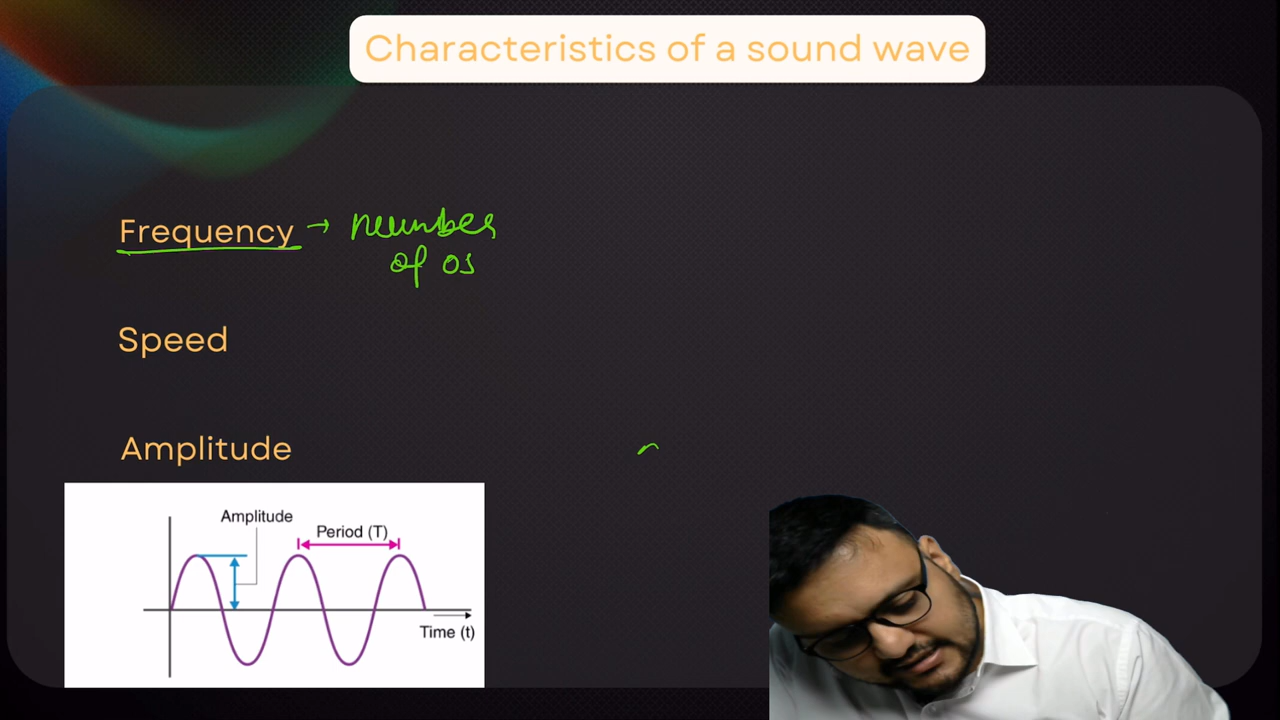 Characteristics of a sound wave
Frequency → number
of os
Speed
Amplitude
Amplitude
Period (T)
Time (t)